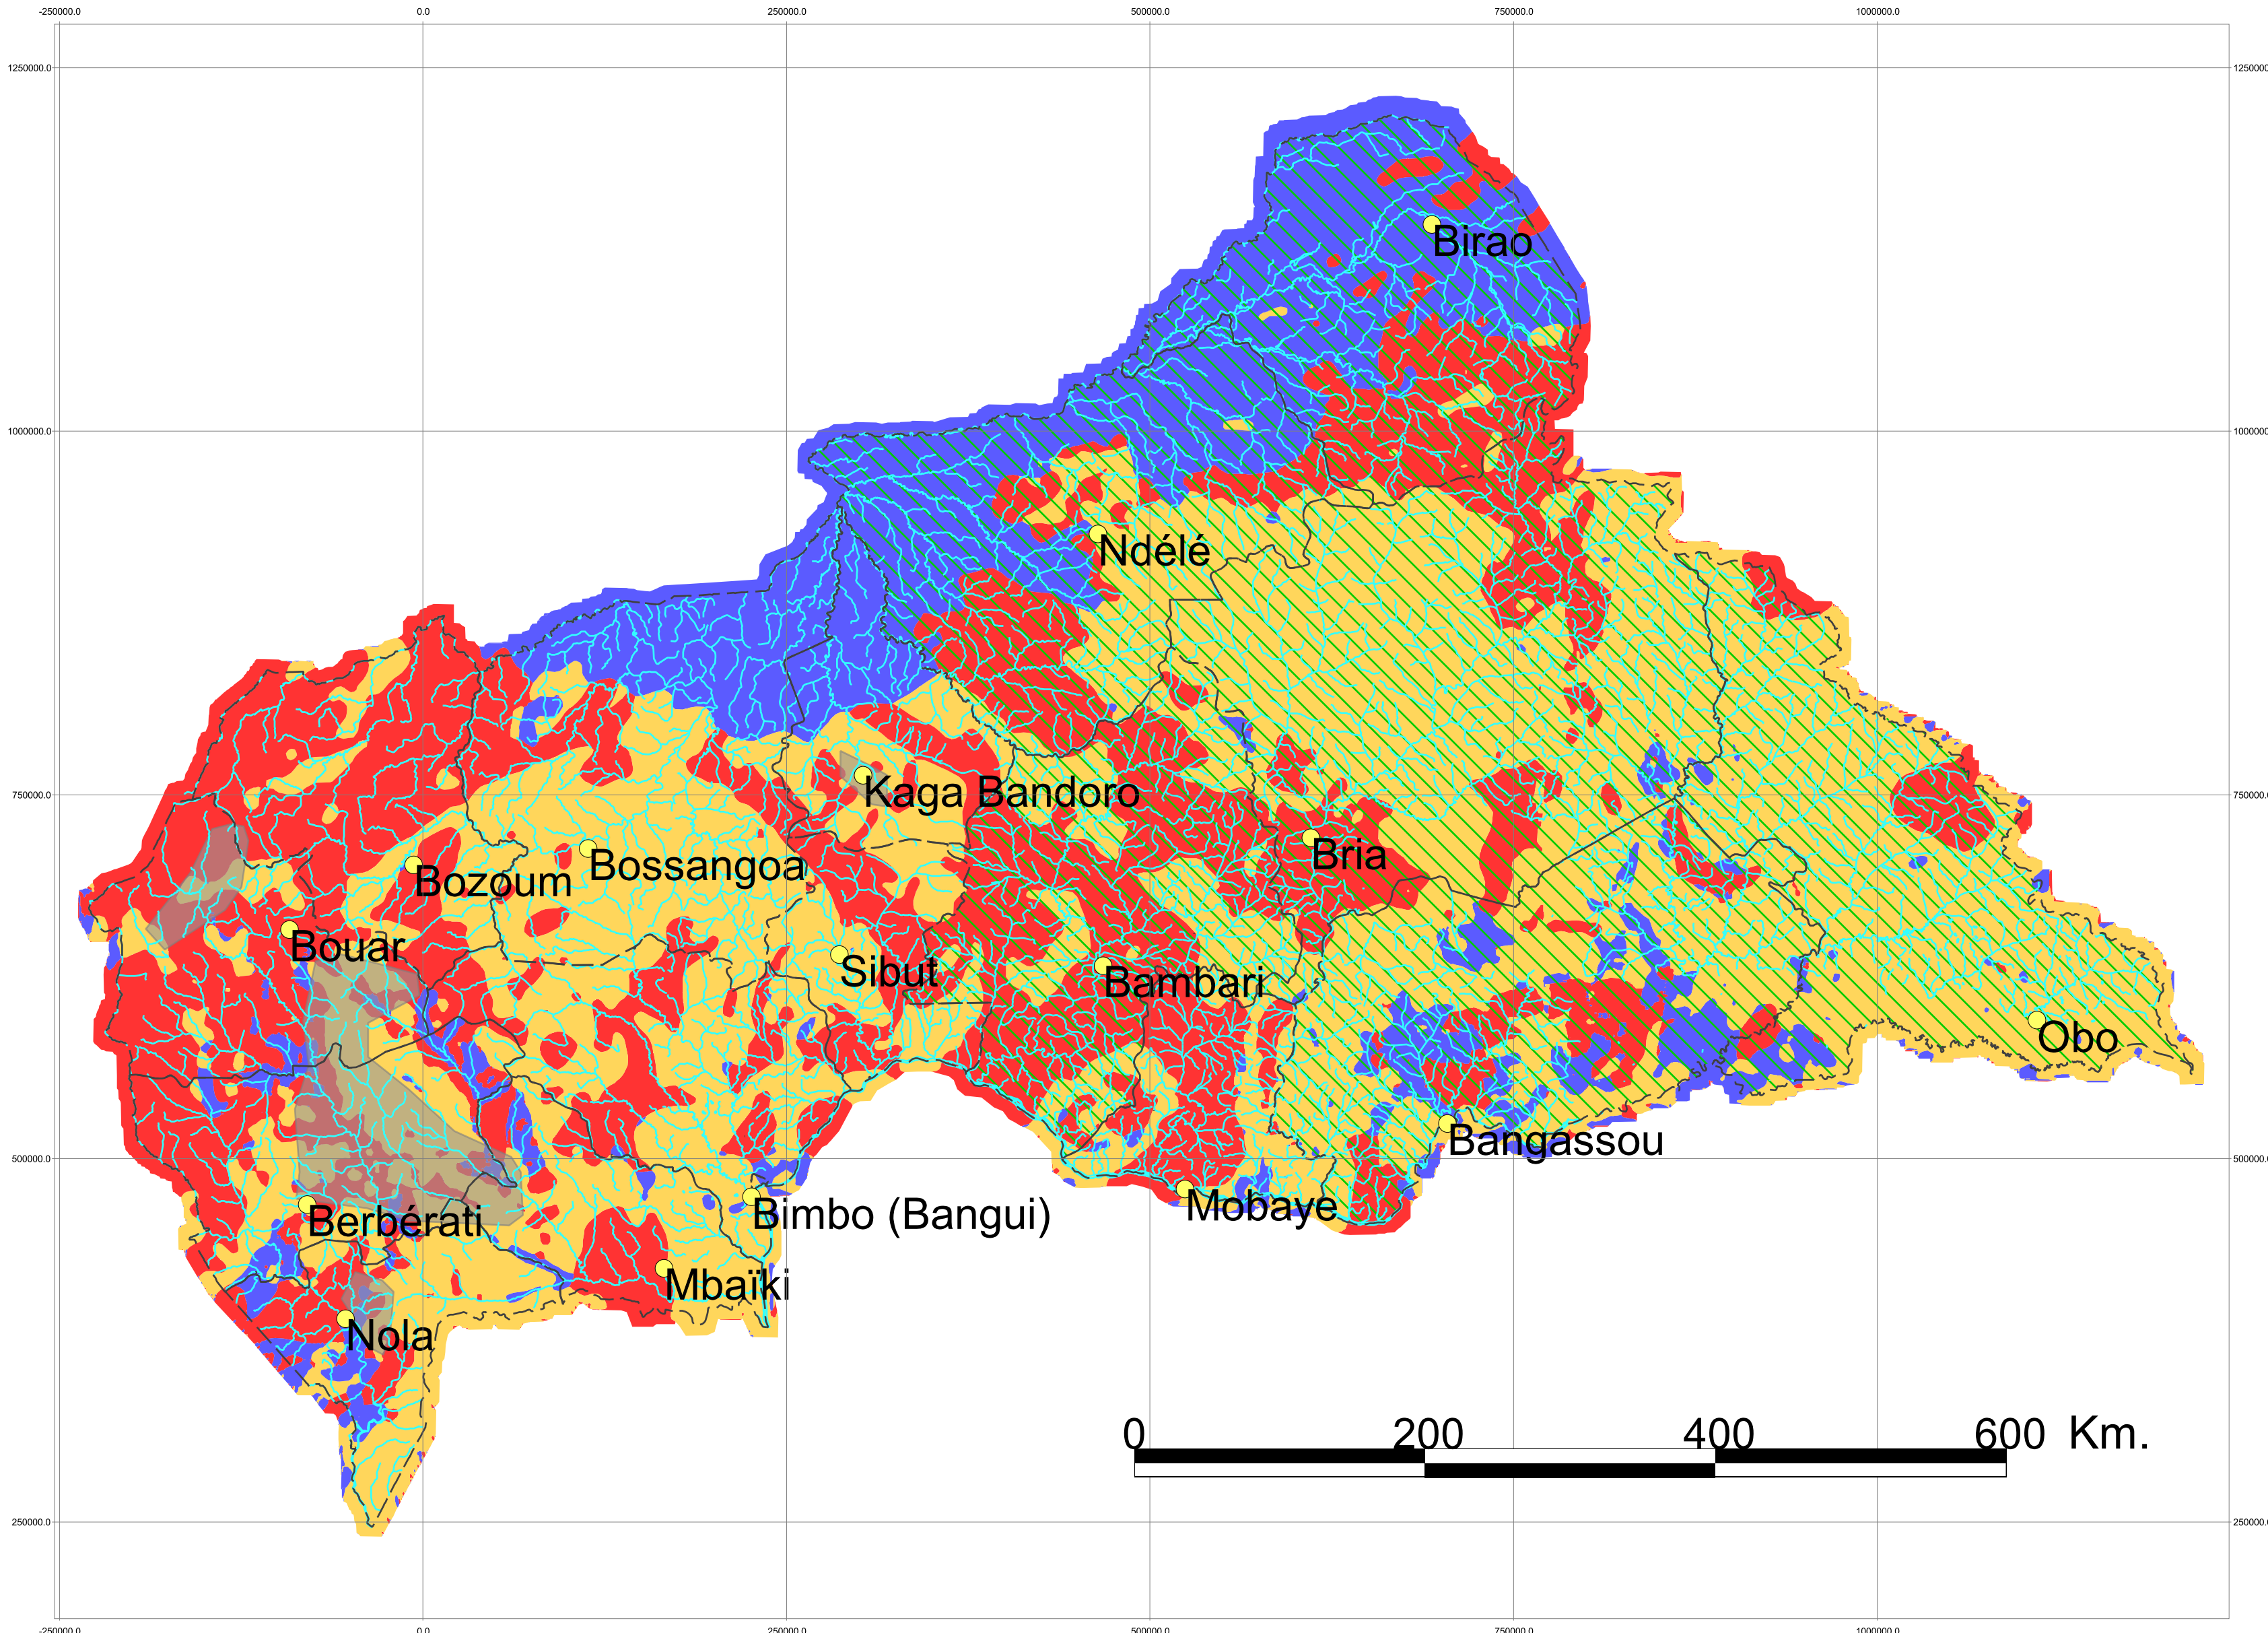 -250000.0 0.0 250000.0 500000.0 750000.0 1000000.0
1250000.0 1250000.0
Birao
1000000.0 1000000.0
Ndélé
750000.0 Kaga Bandoro 750000.0
Bossangoa
Bria
Bozoum
Bouar
Sibut
Bambari
Obo
Bangassou
500000.0 500000.0
Mobaye
Bimbo (Bangui)
Berbérati
Mbaïki
Nola
0 200 400 600 Km.
250000.0 250000.0
-250000.0 0.0 250000.0 500000.0 750000.0 1000000.0